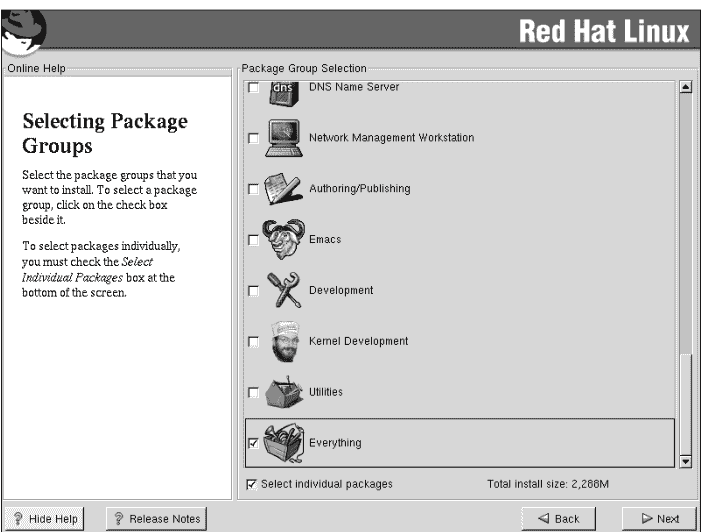 Red Hat Linux
Online Help
Selecting Package
Groups
Select the package groups that you
want to install. To select a package
group, click on the check box
beside it.
To select packages individually,
you must check the Select
Individual Packages box at the
bottom of the screen.
Package Group Selection
dns
DNS Name Server
Network Management Workstation
Authoring/Publishing
Emacs
Development
Kernel Development
Utilities
Everything
Select individual packages
Total install size: 2,288M
Hide Help
Release Notes
Back
Next